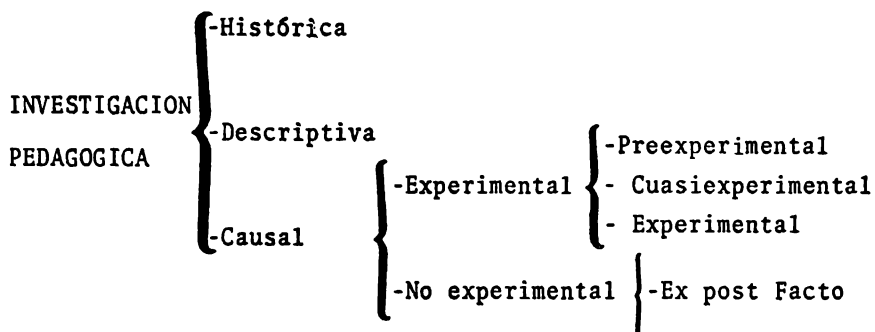 -Histórica
INVESTIGACION
PEDAGOGICA
-Descriptiva
-Causal
-Experimental
-Preexperimental
- Cuasiexperimental
- Experimental
-No experimental
-Ex post Facto